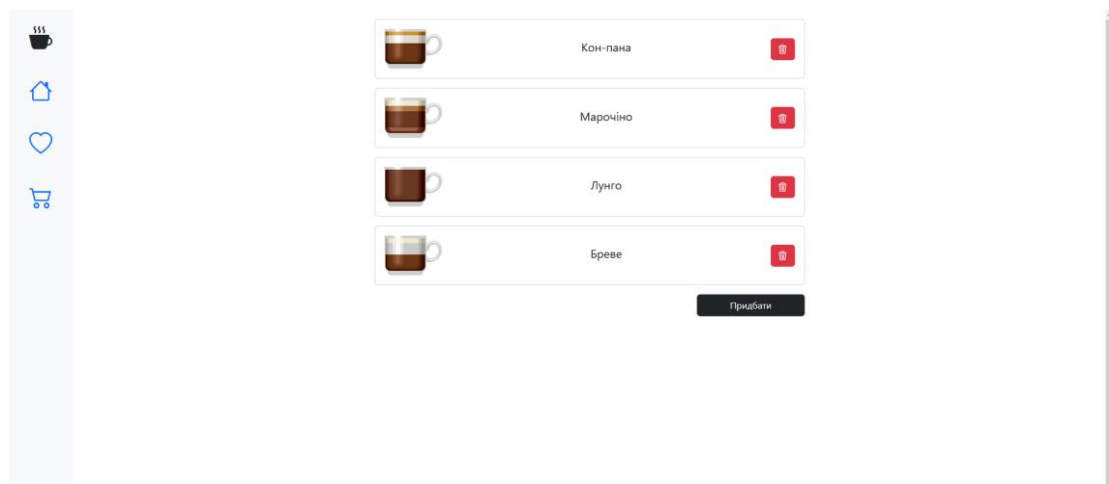 Кон-пана
Марочіно
Лунго
Бреве
Придбати